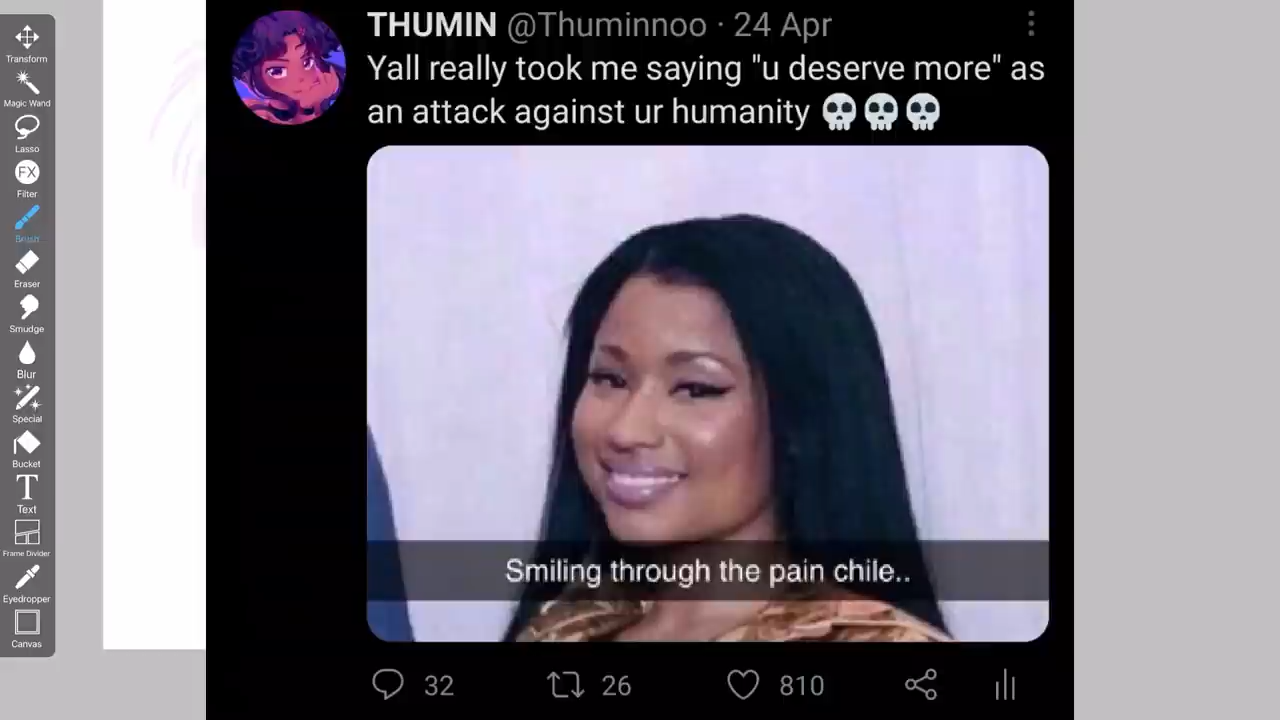 Transform
Magic Wand
Lasso
FX
Filter
Brush
Eraser
Smudge
Blur
Special
Bucket
T
Text
Frame Divider
Eyedropper
Canvas
THUMIN @Thuminnoo · 24 Apr
Yall really took me saying "u deserve more" as
an attack against ur humanity 💀💀💀
Smiling through the pain chile..
32 26 810